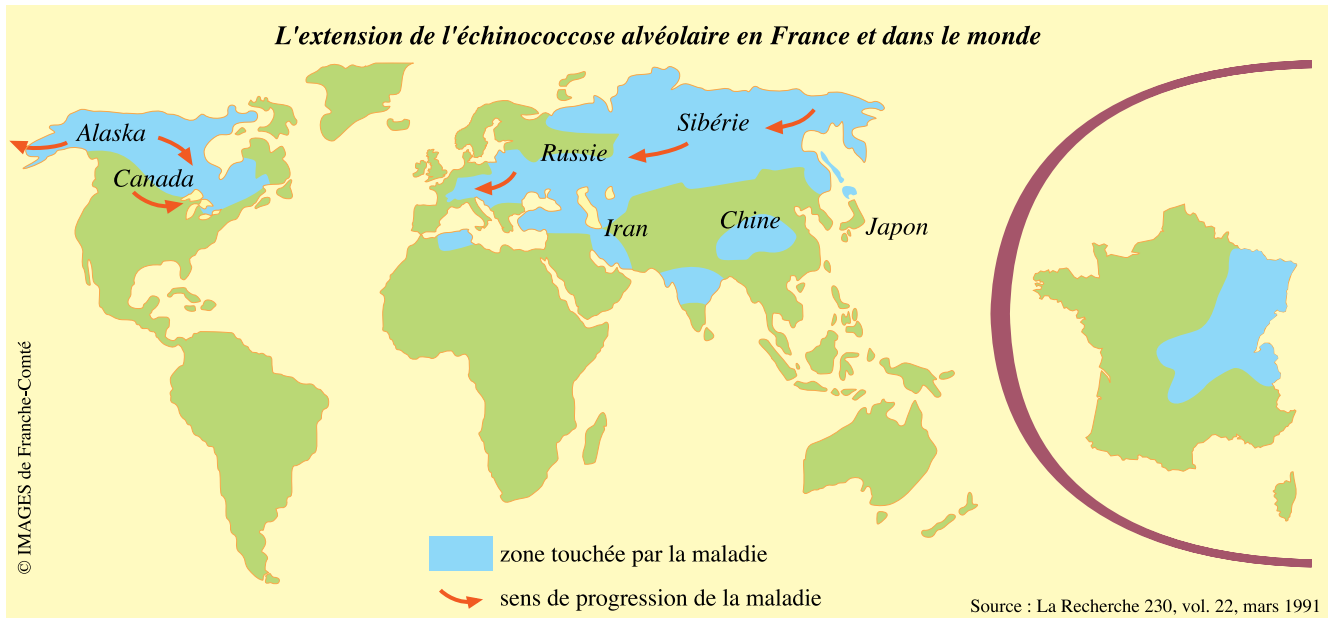 L'extension de l'échinococcose alvéolaire en France et dans le monde
Alaska
Canada
Sibérie
Russie
Iran
Chine
Japon
© IMAGES de Franche-Comté
zone touchée par la maladie
sens de progression de la maladie
Source : La Recherche 230, vol. 22, mars 1991